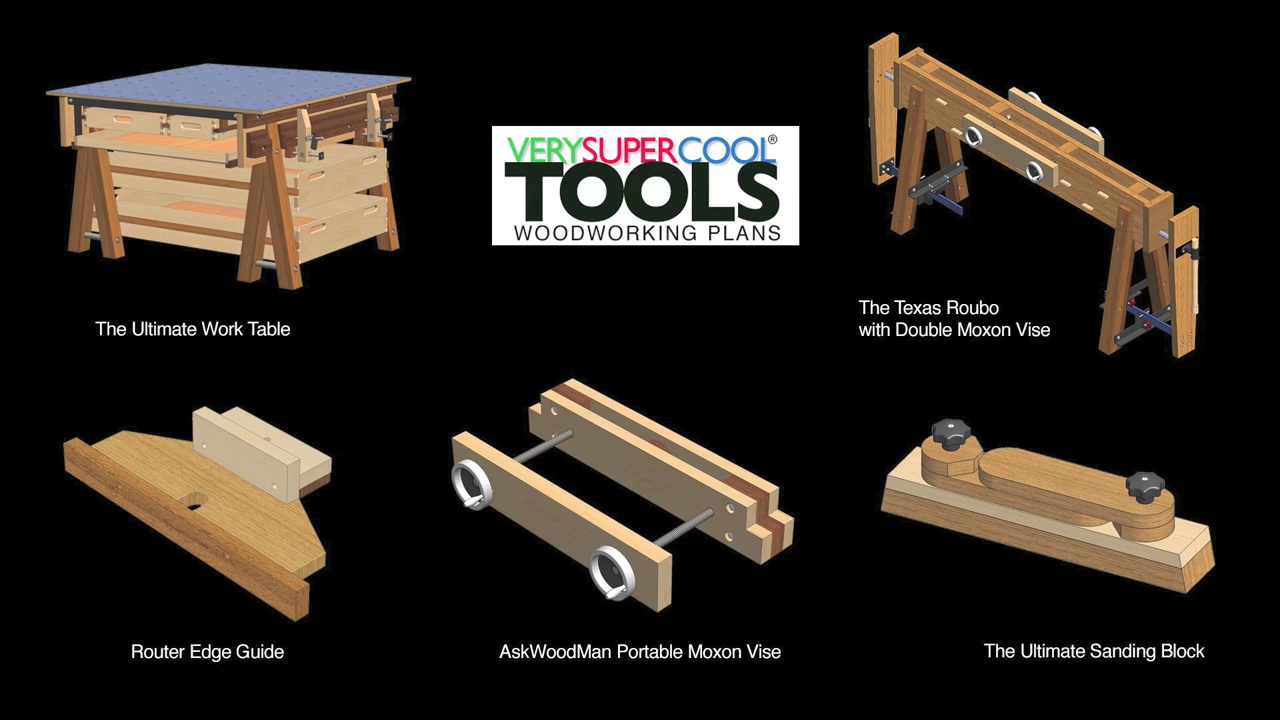 VERYSUPERCOOL®
TOOLS
WOODWORKING PLANS
The Ultimate Work Table
The Texas Roubo
with Double Moxon Vise
Router Edge Guide
AskWoodMan Portable Moxon Vise
The Ultimate Sanding Block